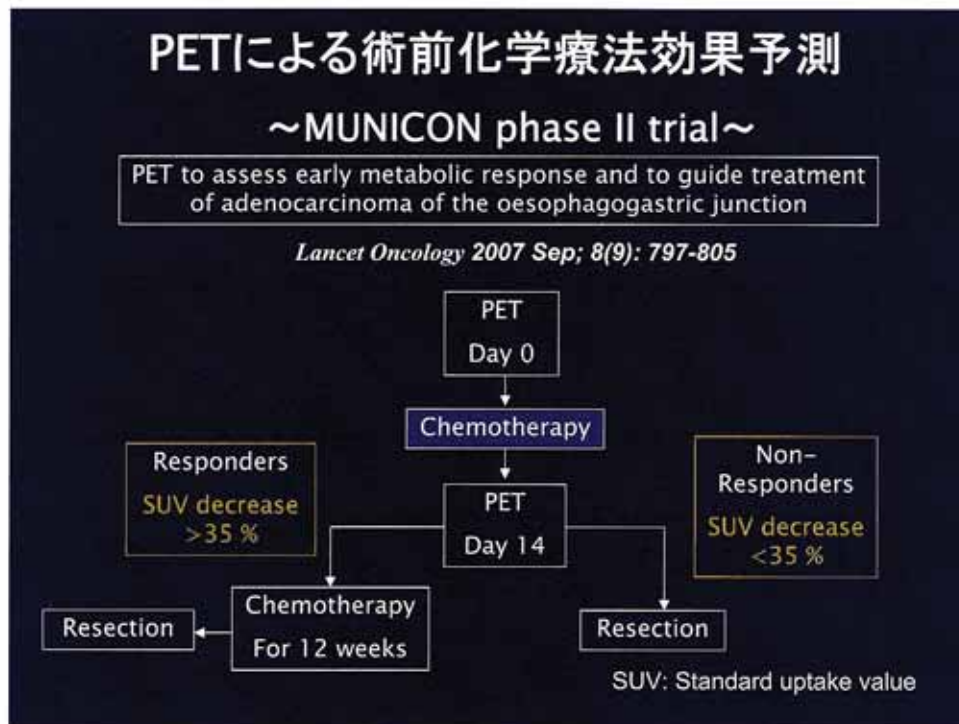 PETによる術前化学療法効果予測
～MUNICON phase II trial～
PET to assess early metabolic response and to guide treatment
of adenocarcinoma of the oesophagogastric junction
Lancet Oncology 2007 Sep; 8(9): 797-805
PET
Day 0
Chemotherapy
Responders
SUV decrease
>35 %
PET
Day 14
Non-
Responders
SUV decrease
<35 %
Resection
Chemotherapy
For 12 weeks
Resection
SUV: Standard uptake value